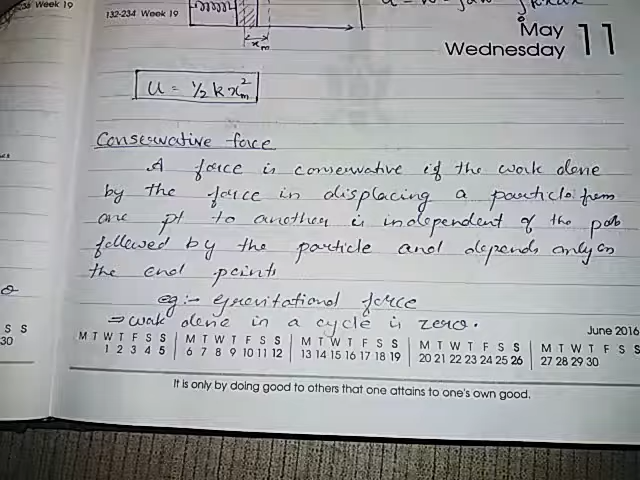 Week 19
132-234 Week 19
xm
May
Wednesday 11
U = 1/2 k xm²
Conservative force
A force is conservative if the work done
by the force in displacing a particle from
one pt to another is independent of the path
followed by the particle and depends only on
the end points
eg:- gravitational force
⇒ work done in a cycle is zero.
June 2016
S S
30
M T W T F S S M T W T F S S M T W T F S S M T W T F S S M T W T F S S
1 2 3 4 5 6 7 8 9 10 11 12 13 14 15 16 17 18 19 20 21 22 23 24 25 26 27 28 29 30
It is only by doing good to others that one attains to one's own good.